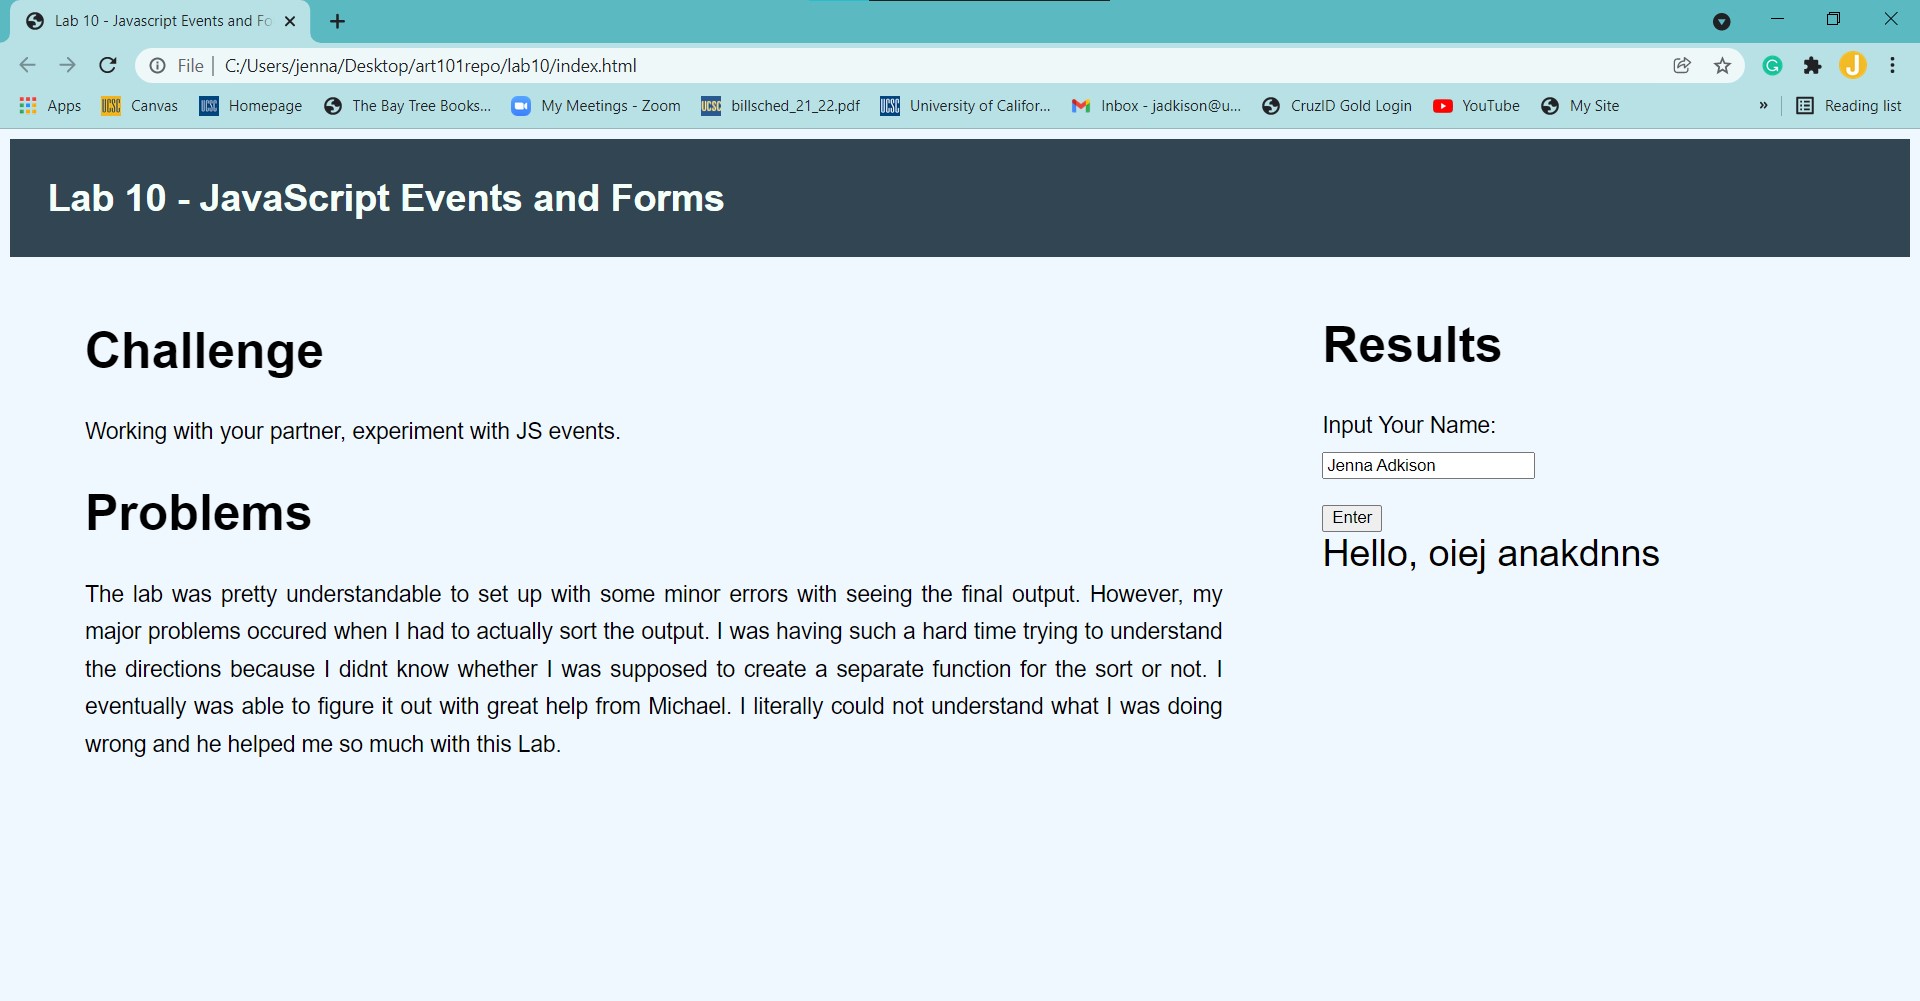 Lab 10 - Javascript Events and Fo
File
C:/Users/jenna/Desktop/art101repo/lab10/index.html
J
Apps
UCSC Canvas
UCSC Homepage
The Bay Tree Books...
My Meetings - Zoom
UCSC billsched_21_22.pdf
UCSC University of Califor...
Inbox - jadkison@u...
CruzID Gold Login
YouTube
My Site
»
Reading list
Lab 10 - JavaScript Events and Forms
Challenge
Working with your partner, experiment with JS events.
Problems
The lab was pretty understandable to set up with some minor errors with seeing the final output. However, my
major problems occured when I had to actually sort the output. I was having such a hard time trying to understand
the directions because I didnt know whether I was supposed to create a separate function for the sort or not. I
eventually was able to figure it out with great help from Michael. I literally could not understand what I was doing
wrong and he helped me so much with this Lab.
Results
Input Your Name:
Jenna Adkison
Enter
Hello, oiej anakdnns